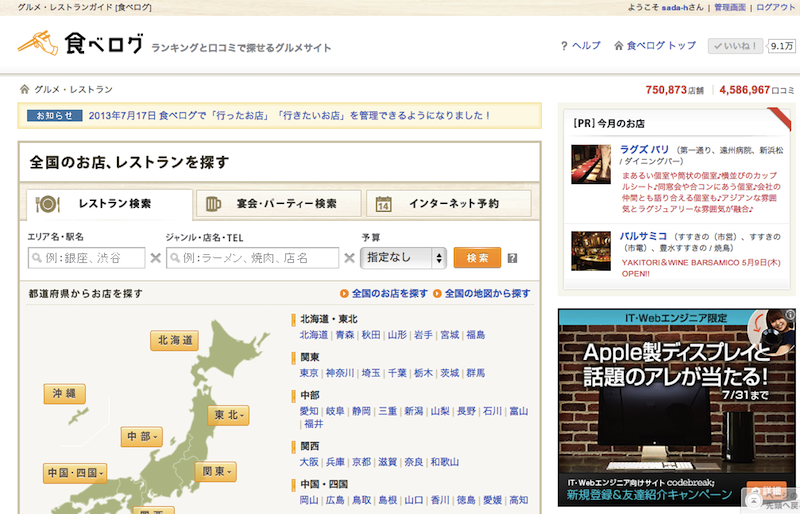 グルメ・レストランガイド [食べログ]
ようこそ sada-hさん | 管理画面 | ログアウト
食べログ ランキングと口コミで探せるグルメサイト
? ヘルプ 食べログ トップ いいね! 9.1万
グルメ・レストラン
750,873店舗 | 4,586,967口コミ
お知らせ 2013年7月17日 食べログで「行ったお店」「行きたいお店」を管理できるようになりました!
全国のお店、レストランを探す
レストラン検索
宴会・パーティー検索
14 インターネット予約
エリア名・駅名 ジャンル・店名・TEL 予算
例:銀座、渋谷 例:ラーメン、焼肉、店名 指定なし 検索 ?
都道府県からお店を探す 全国のお店を探す 全国の地図から探す
北海道
沖縄
東北
中部
関東
中国・四国
関西
北海道・東北
北海道 | 青森 | 秋田 | 山形 | 岩手 | 宮城 | 福島
関東
東京 | 神奈川 | 埼玉 | 千葉 | 栃木 | 茨城 | 群馬
中部
愛知 | 岐阜 | 静岡 | 三重 | 新潟 | 山梨 | 長野 | 石川 | 富山
| 福井
関西
大阪 | 兵庫 | 京都 | 滋賀 | 奈良 | 和歌山
中国・四国
岡山 | 広島 | 鳥取 | 島根 | 山口 | 香川 | 徳島 | 愛媛 | 高知
[PR] 今月のお店
ラグズ バリ (第一通り、遠州病院、新浜松
/ ダイニングバー)
まあるい個室や筒状の個室♪横並びのカップ
ルシート♪同窓会や合コンにあう個室♪会社の
仲間とも語り合える個室も♪アジアンな雰囲
気とラグジュアリーな雰囲気が融合♪
バルサミコ (すすきの(市営)、すすきの
(市電)、豊水すすきの / 焼鳥)
YAKITORI&WINE BARSAMICO 5月9日(木)
OPEN!!
IT・Webエンジニア限定
Apple製ディスプレイと
話題のアレが当たる!
7/31まで
IT・Webエンジニア向けサイト codebreak;
新規登録&友達紹介キャンペーン
詳細
ページの
先頭へ戻